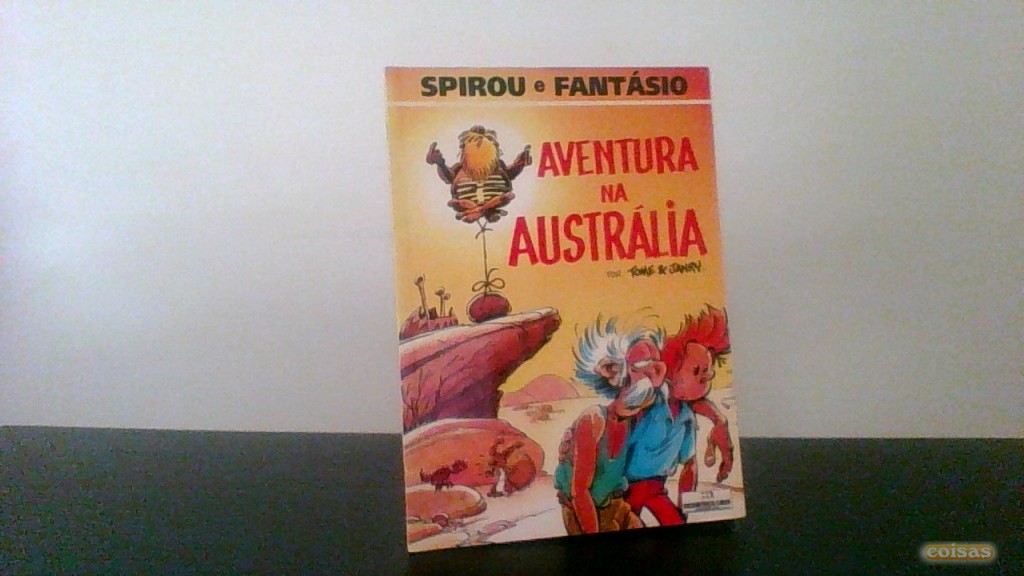 SPIROU e FANTÁSIO
AVENTURA
NA
AUSTRÁLIA
POR TOME & JANRY
coisas